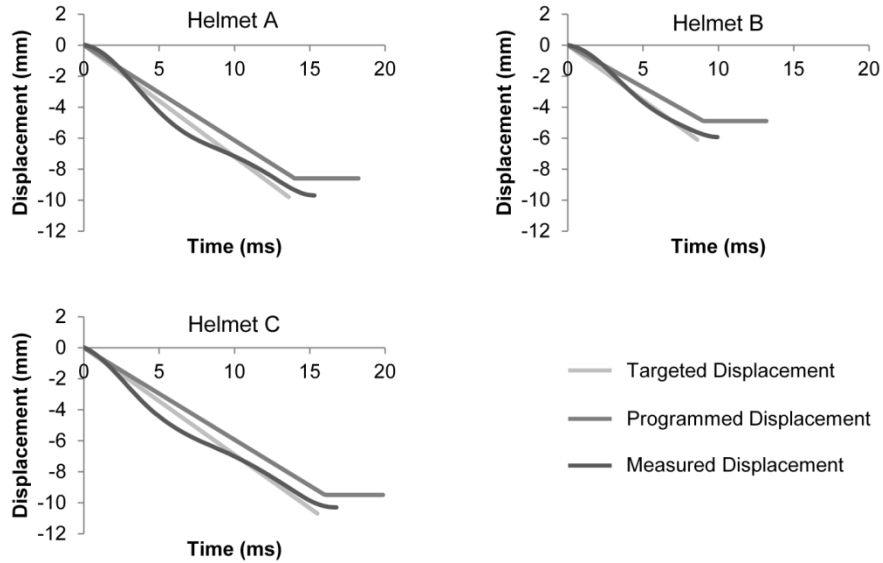 Helmet A
Displacement (mm)
2
0
-2
-4
-6
-8
-10
-12
0 5 10 15 20
Time (ms)
Helmet B
Displacement (mm)
2
0
-2
-4
-6
-8
-10
-12
0 5 10 15 20
Time (ms)
Helmet C
Displacement (mm)
2
0
-2
-4
-6
-8
-10
-12
0 5 10 15 20
Time (ms)
Targeted Displacement
Programmed Displacement
Measured Displacement